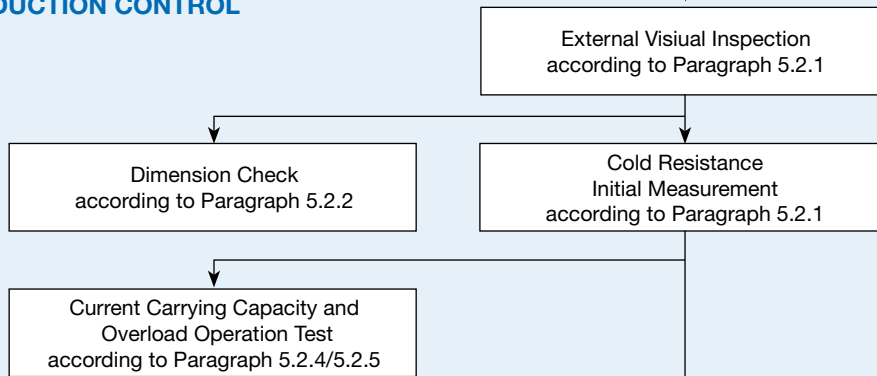 DUCTION CONTROL
External Visiual Inspection
according to Paragraph 5.2.1
Dimension Check
according to Paragraph 5.2.2
Cold Resistance
Initial Measurement
according to Paragraph 5.2.1
Current Carrying Capacity and
Overload Operation Test
according to Paragraph 5.2.4/5.2.5